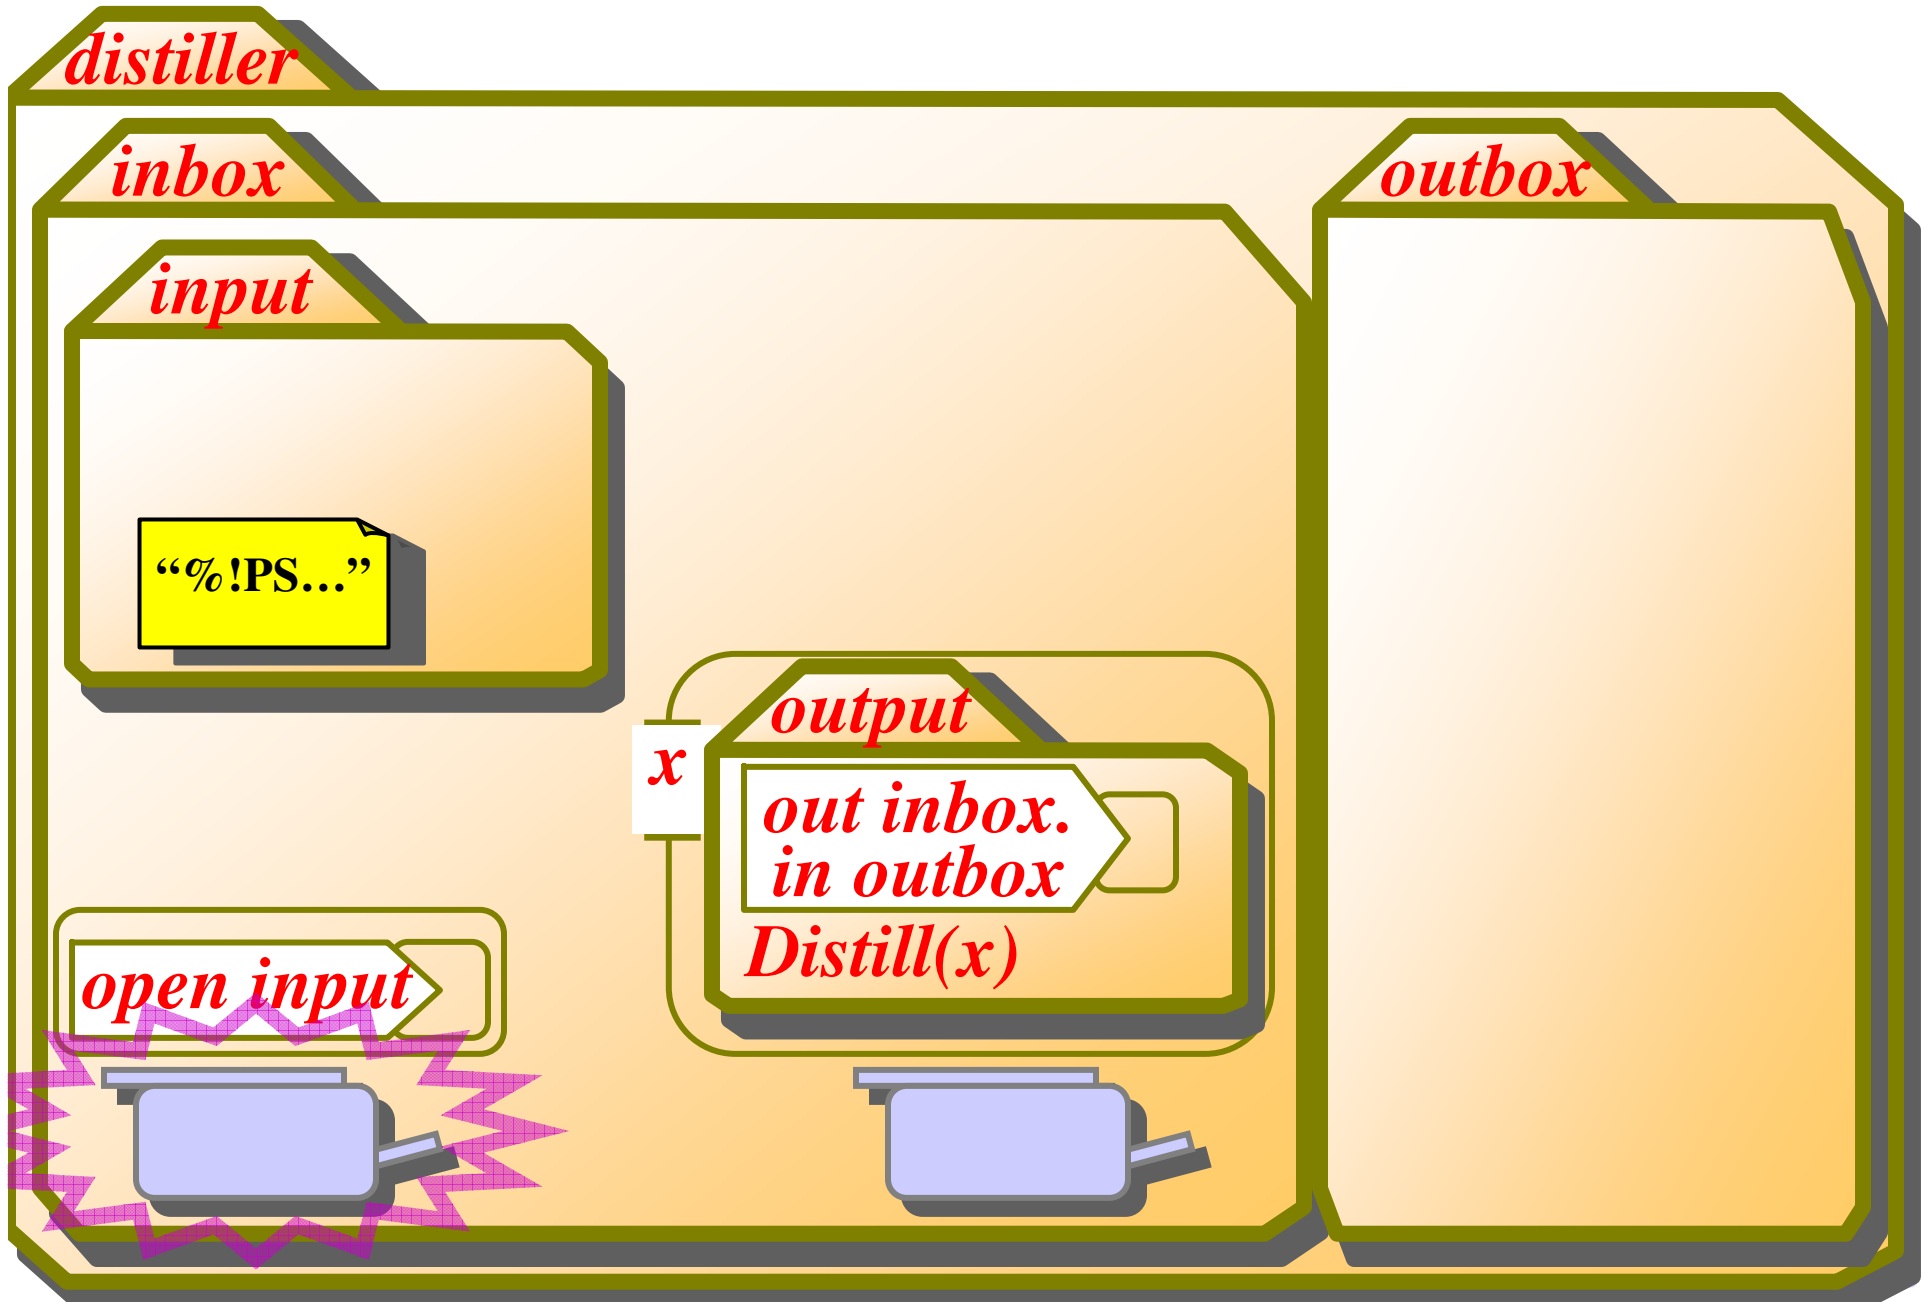 distiller
inbox
outbox
input
“%!PS…”
output
x
out inbox.
in outbox
Distill(x)
open input